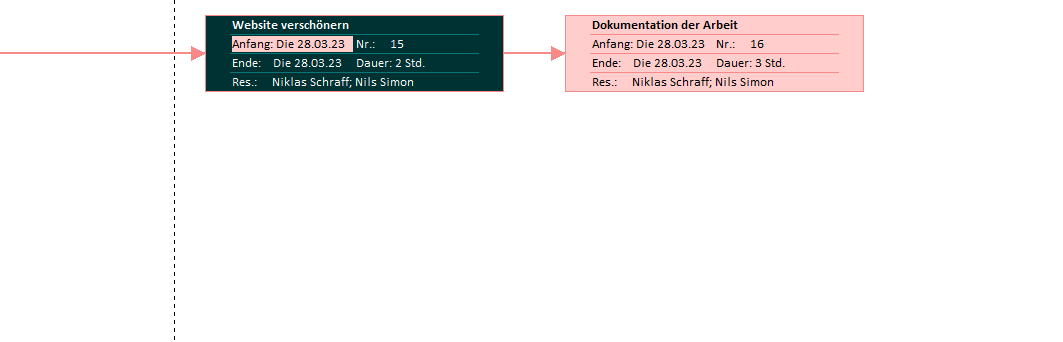 Website verschönern
Anfang: Die 28.03.23 Nr.: 15
Ende: Die 28.03.23 Dauer: 2 Std.
Res.: Niklas Schraff; Nils Simon
Dokumentation der Arbeit
Anfang: Die 28.03.23 Nr.: 16
Ende: Die 28.03.23 Dauer: 3 Std.
Res.: Niklas Schraff; Nils Simon